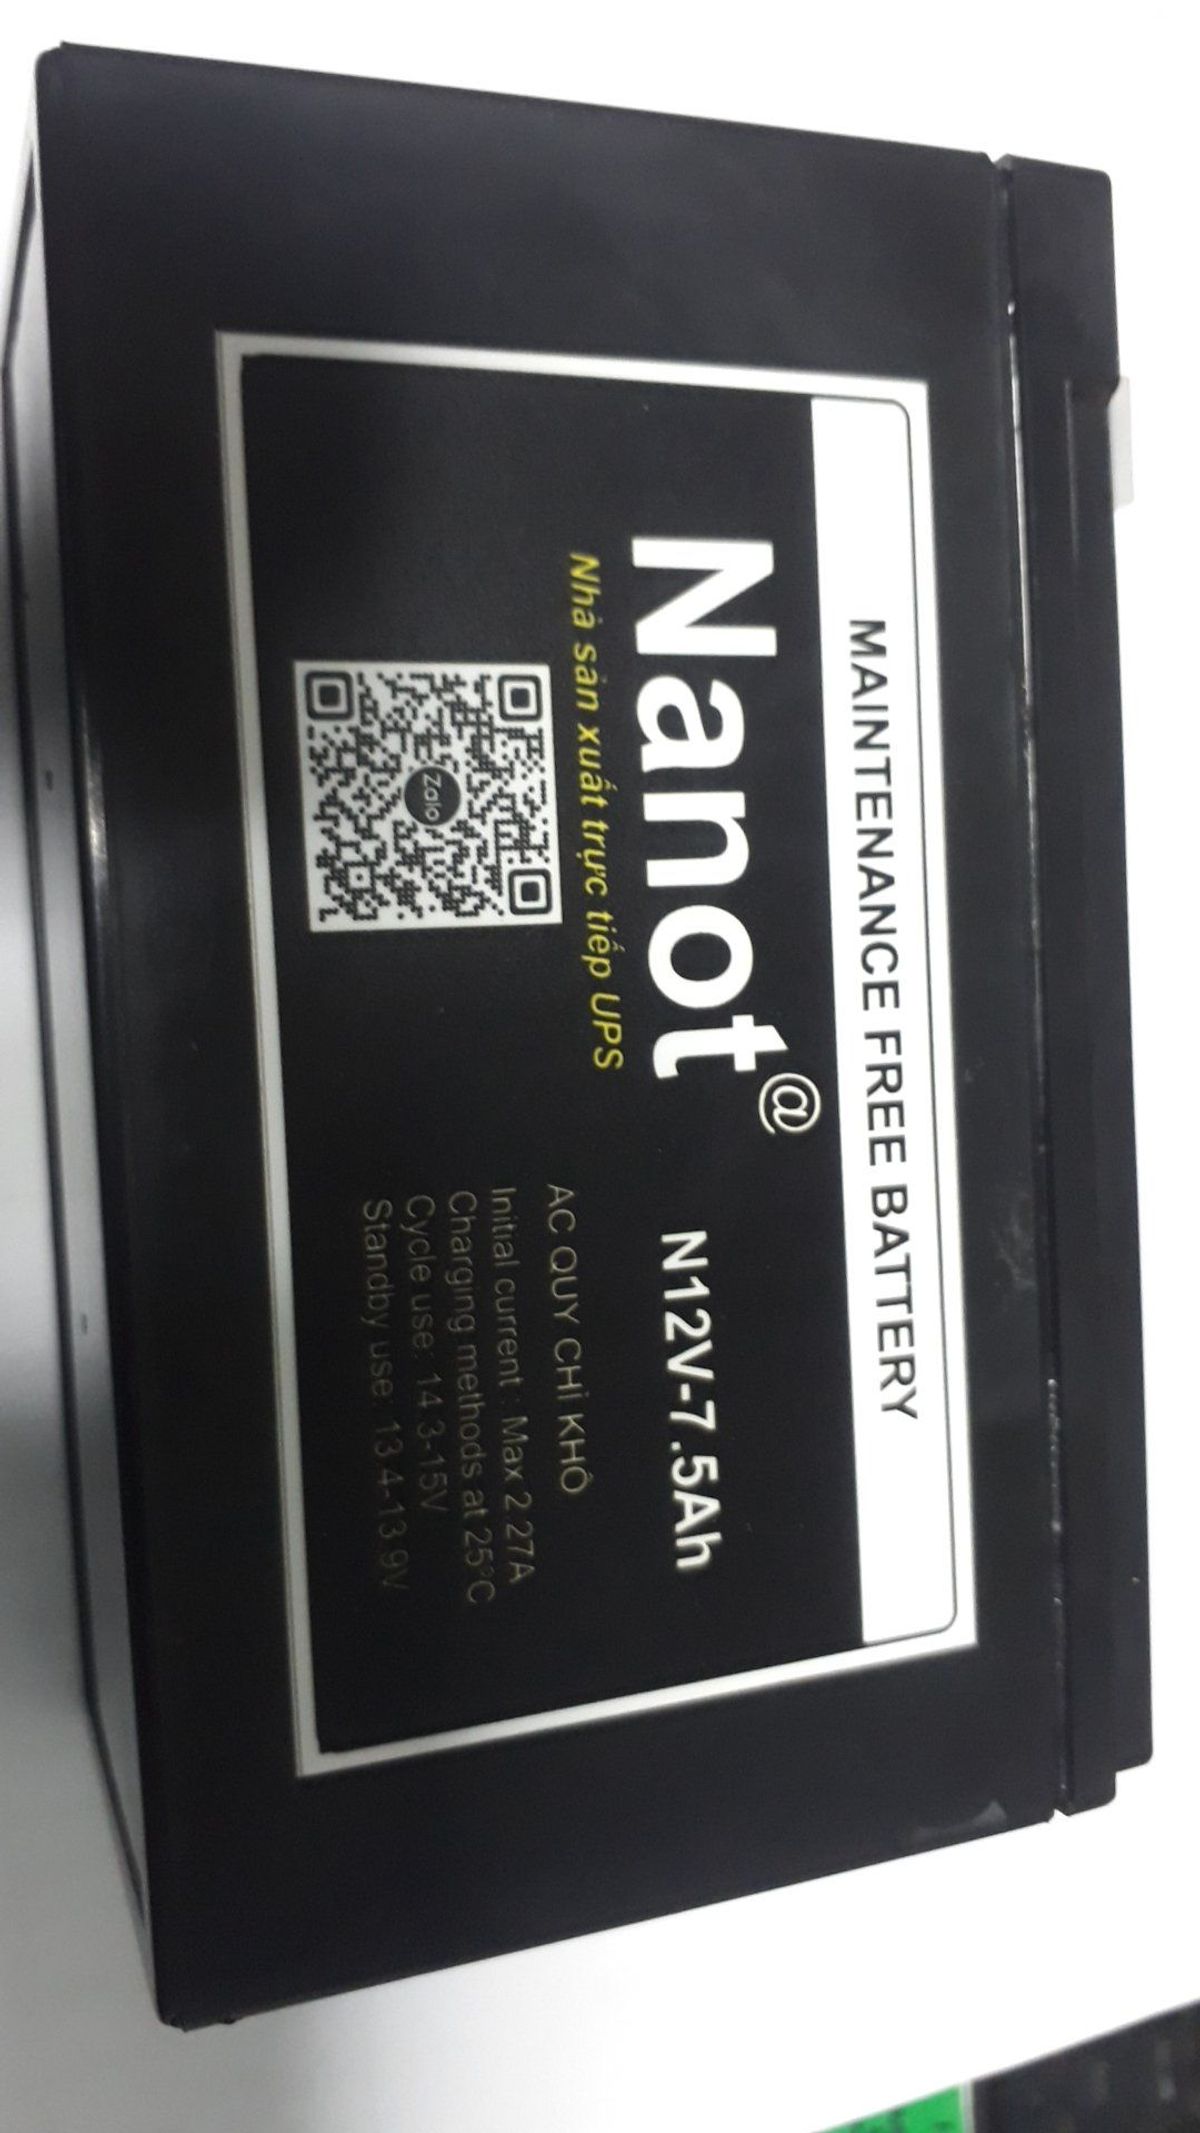 MAINTENANCE FREE BATTERY
Nanot@
N12V-7.5Ah
Nhà sản xuất trực tiếp UPS
Zalo
AC QUY CHÌ KHÔ
Initial current : Max 2.27A
Charging methods at 25°C
Cycle use: 14.3-15V
Standby use: 13.4-13.9V